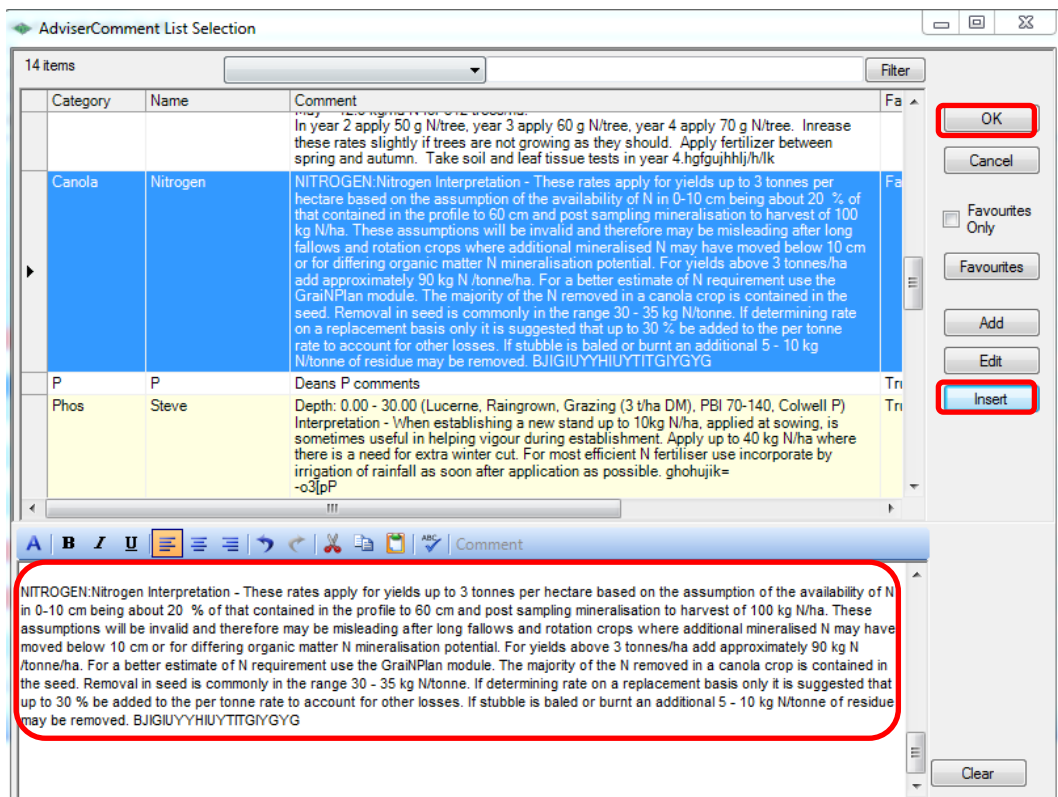 AdviserComment List Selection
14 items
Filter
Category Name Comment Fa
In year 2 apply 50 g N/tree, year 3 apply 60 g N/tree, year 4 apply 70 g N/tree. Inrease
these rates slightly if trees are not growing as they should. Apply fertilizer between
spring and autumn. Take soil and leaf tissue tests in year 4.hgfgujhhlj/h/lk
Canola Nitrogen NITROGEN:Nitrogen Interpretation - These rates apply for yields up to 3 tonnes per Fa
hectare based on the assumption of the availability of N in 0-10 cm being about 20 % of
that contained in the profile to 60 cm and post sampling mineralisation to harvest of 100
kg N/ha. These assumptions will be invalid and therefore may be misleading after long
fallows and rotation crops where additional mineralised N may have moved below 10 cm
or for differing organic matter N mineralisation potential. For yields above 3 tonnes/ha
add approximately 90 kg N /tonne/ha. For a better estimate of N requirement use the
GraiNPlan module. The majority of the N removed in a canola crop is contained in the
seed. Removal in seed is commonly in the range 30 - 35 kg N/tonne. If determining rate
on a replacement basis only it is suggested that up to 30 % be added to the per tonne
rate to account for other losses. If stubble is baled or burnt an additional 5 - 10 kg
N/tonne of residue may be removed. BJIGIUYYHIUYTITGIYGYG
P P Deans P comments Tru
Phos Steve Depth: 0.00 - 30.00 (Lucerne, Raingrown, Grazing (3 t/ha DM), PBI 70-140, Colwell P) Tru
Interpretation - When establishing a new stand up to 10kg N/ha, applied at sowing, is
sometimes useful in helping vigour during establishment. Apply up to 40 kg N/ha where
there is a need for extra winter cut. For most efficient N fertiliser use incorporate by
irrigation of rainfall as soon after application as possible. ghohujik=
-o3[pP
OK
Cancel
Favourites
Only
Favourites
Add
Edit
Insert
A B I U ABC Comment
NITROGEN:Nitrogen Interpretation - These rates apply for yields up to 3 tonnes per hectare based on the assumption of the availability of N
in 0-10 cm being about 20 % of that contained in the profile to 60 cm and post sampling mineralisation to harvest of 100 kg N/ha. These
assumptions will be invalid and therefore may be misleading after long fallows and rotation crops where additional mineralised N may have
moved below 10 cm or for differing organic matter N mineralisation potential. For yields above 3 tonnes/ha add approximately 90 kg N
/tonne/ha. For a better estimate of N requirement use the GraiNPlan module. The majority of the N removed in a canola crop is contained in
the seed. Removal in seed is commonly in the range 30 - 35 kg N/tonne. If determining rate on a replacement basis only it is suggested that
up to 30 % be added to the per tonne rate to account for other losses. If stubble is baled or burnt an additional 5 - 10 kg N/tonne of residue
may be removed. BJIGIUYYHIUYTITGIYGYG
Clear